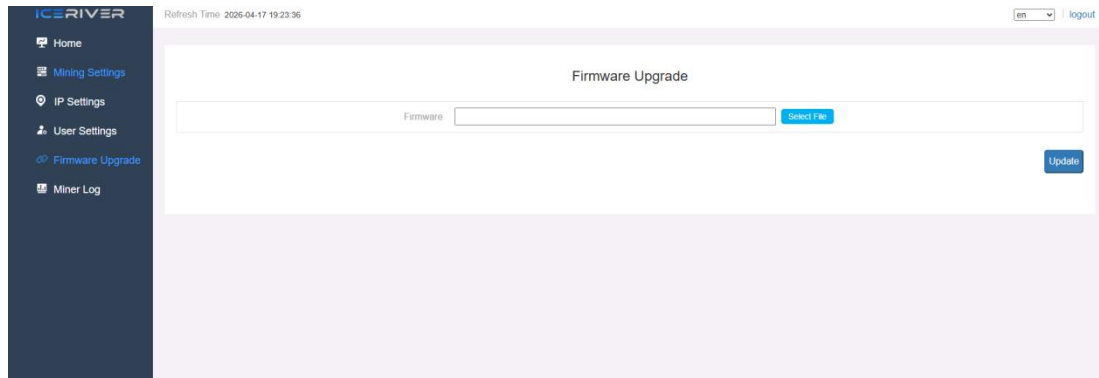 ICERIVER
Refresh Time 2026-04-17 19:23:36
en
logout
Home
Mining Settings
IP Settings
User Settings
Firmware Upgrade
Miner Log
Firmware Upgrade
Firmware
Select File
Update